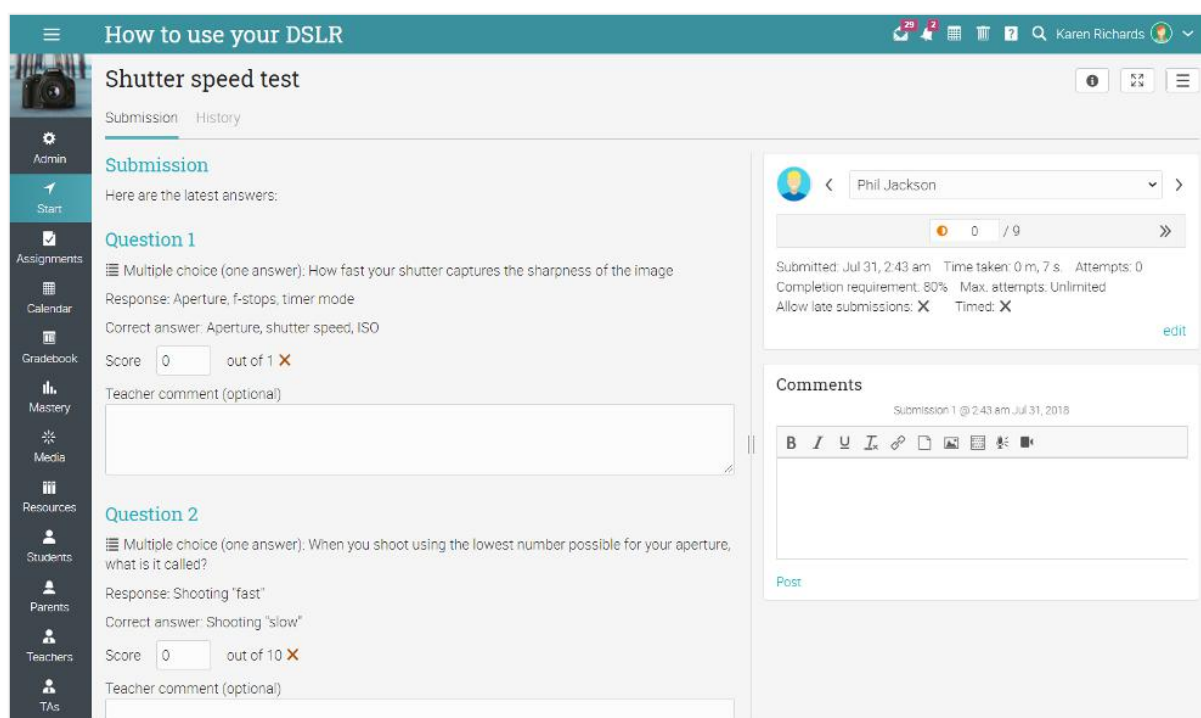 How to use your DSLR
29
2
Karen Richards
Shutter speed test
Submission History
Admin
Start
Assignments
Calendar
Gradebook
Mastery
Media
Resources
Students
Parents
Teachers
TAs
Submission
Here are the latest answers:
Question 1
Multiple choice (one answer): How fast your shutter captures the sharpness of the image
Response: Aperture, f-stops, timer mode
Correct answer: Aperture, shutter speed, ISO
Score 0 out of 1
Teacher comment (optional)
Question 2
Multiple choice (one answer): When you shoot using the lowest number possible for your aperture,
what is it called?
Response: Shooting "fast"
Correct answer: Shooting "slow"
Score 0 out of 10
Teacher comment (optional)
Phil Jackson
0 / 9
Submitted: Jul 31, 2:43 am Time taken: 0 m, 7 s. Attempts: 0
Completion requirement: 80% Max. attempts: Unlimited
Allow late submissions: X Timed: X
edit
Comments
Submission 1 @ 2:43 am Jul 31, 2018
B I U Ix
Post